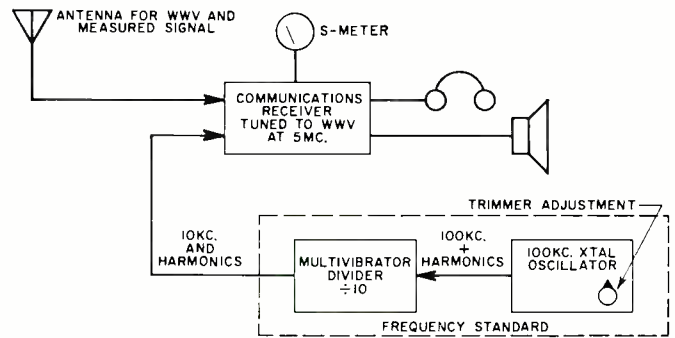 ANTENNA FOR WWV AND
MEASURED SIGNAL
S-METER
COMMUNICATIONS
RECEIVER
TUNED TO WWV
AT 5MC.
TRIMMER ADJUSTMENT
10KC.
AND
HARMONICS
MULTIVIBRATOR
DIVIDER
÷10
100KC.
+
HARMONICS
100KC. XTAL
OSCILLATOR
FREQUENCY STANDARD